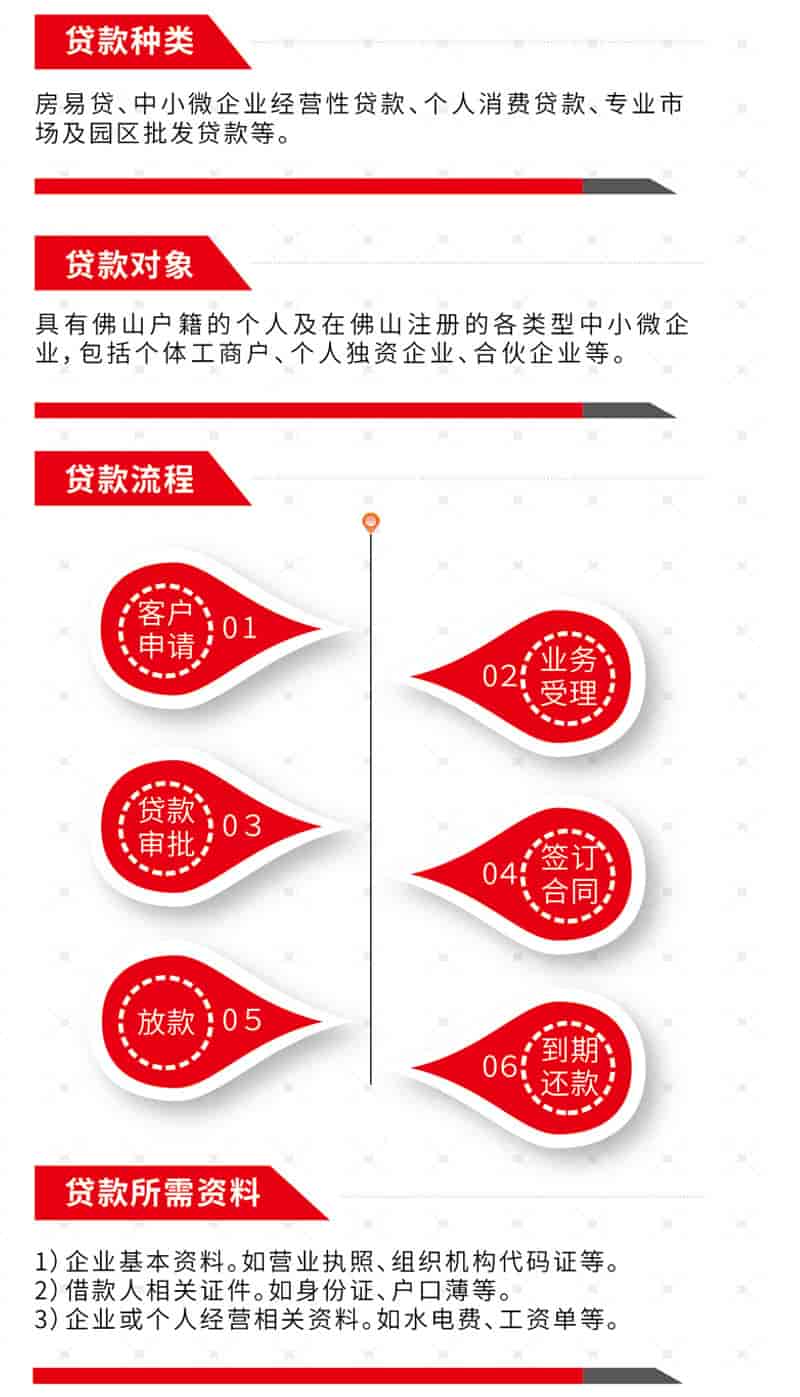 贷款种类
房易贷、中小微企业经营性贷款、个人消费贷款、专业市
场及园区批发贷款等。
贷款对象
具有佛山户籍的个人及在佛山注册的各类型中小微企
业，包括个体工商户、个人独资企业、合伙企业等。
贷款流程
客户
申请
01
02
业务
受理
贷款
审批
03
04
签订
合同
放款
05
06
到期
还款
贷款所需资料
1）企业基本资料。如营业执照、组织机构代码证等。
2）借款人相关证件。如身份证、户口薄等。
3）企业或个人经营相关资料。如水电费、工资单等。